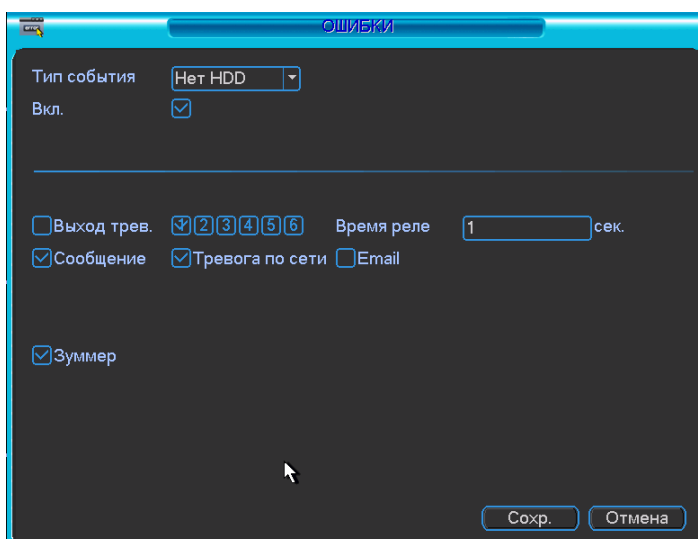 ОШИБКИ
Тип события Нет HDD
Вкл.
Выход трев. 1 2 3 4 5 6 Время реле 1 сек.
Сообщение Тревога по сети Email
Зуммер
Сохр. Отмена